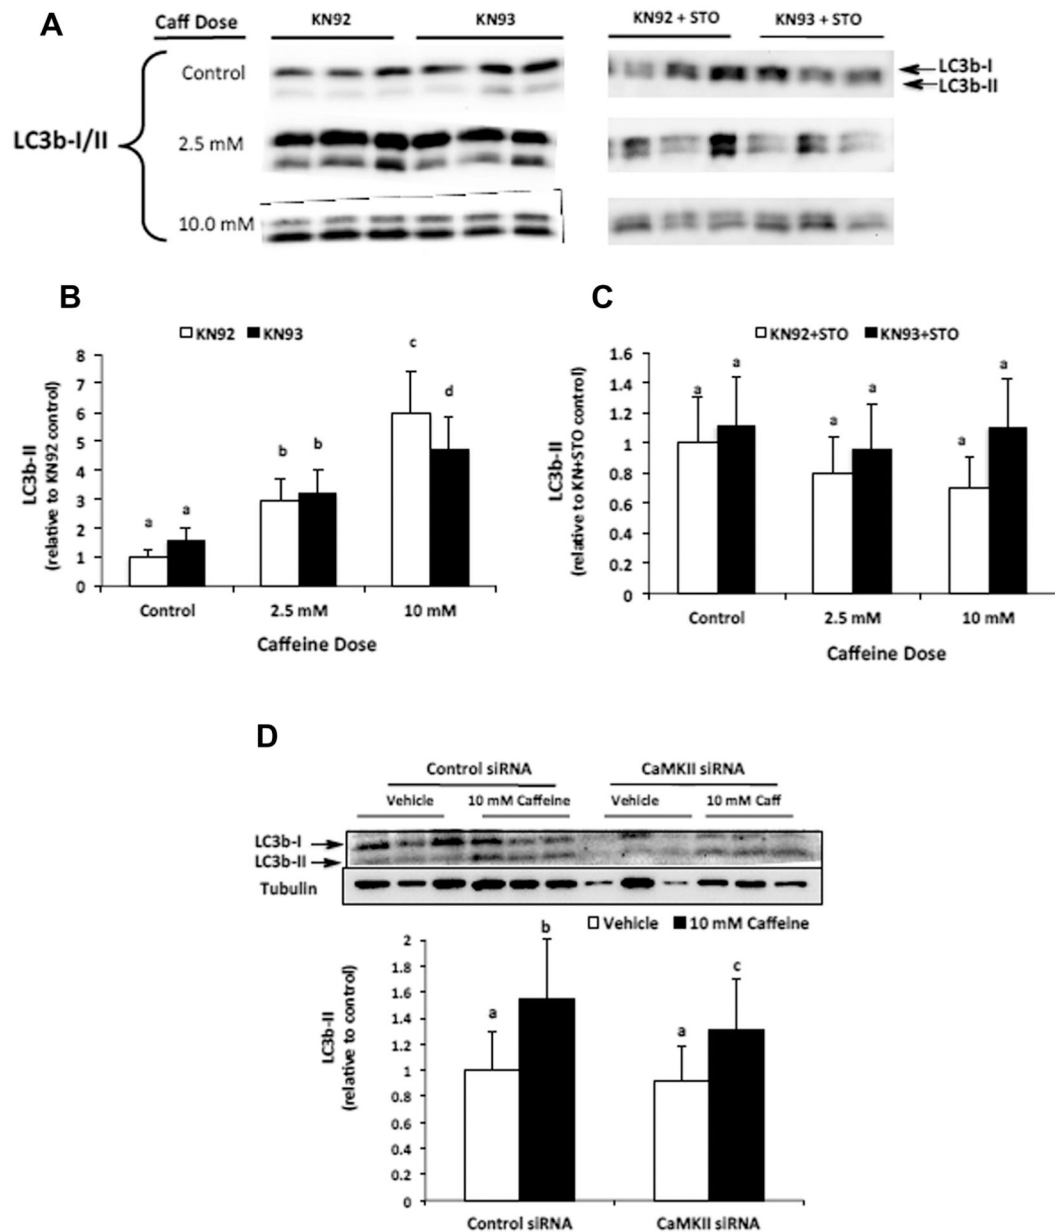 A
Caff Dose KN92 KN93 KN92 + STO KN93 + STO
Control
LC3b-I
LC3b-II
LC3b-I/II
2.5 mM
10.0 mM
B
KN92 KN93
LC3b-II
(relative to KN92 control)
8
7
6
5
4
3
2
1
0
a a b b c d
Control 2.5 mM 10 mM
Caffeine Dose
C
KN92+STO KN93+STO
LC3b-II
(relative to KN+STO control)
1.6
1.4
1.2
1
0.8
0.6
0.4
0.2
0
a a a a a a
Control 2.5 mM 10 mM
Caffeine Dose
D
Control siRNA CaMKII siRNA
Vehicle 10 mM Caffeine Vehicle 10 mM Caff
LC3b-I
LC3b-II
Tubulin
Vehicle 10 mM Caffeine
LC3b-II
(relative to control)
2
1.8
1.6
1.4
1.2
1
0.8
0.6
0.4
0.2
0
a b a c
Control siRNA CaMKII siRNA